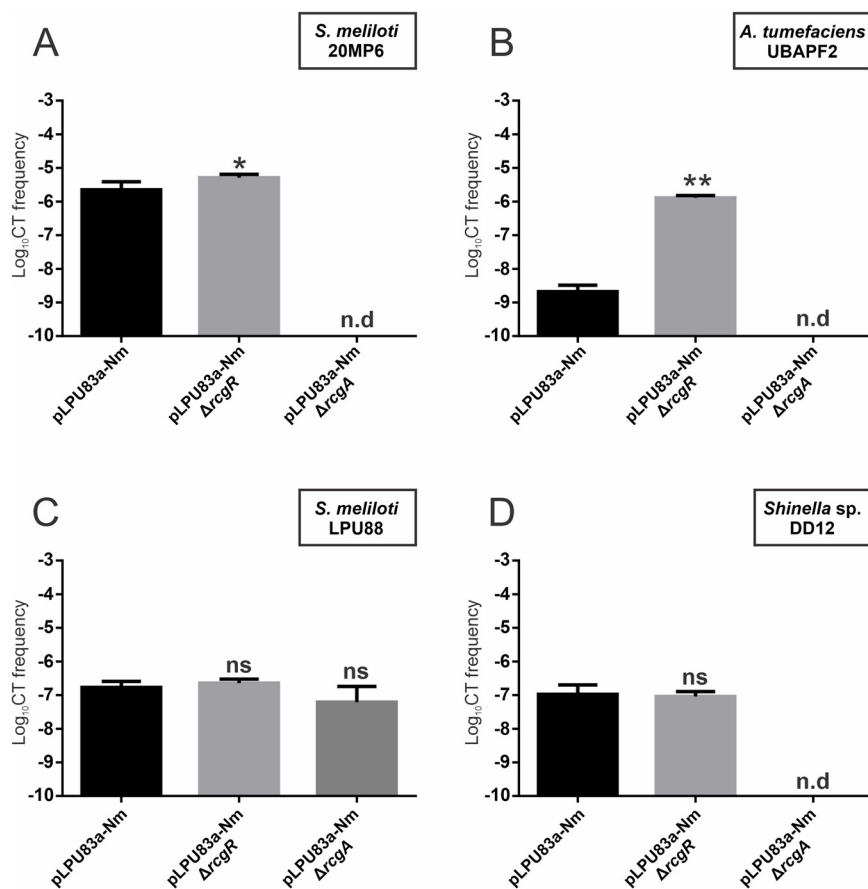 A
S. meliloti
20MP6
-3
-4
-5
-6
-7
-8
-9
-10
Log₁₀CT frequency
*
n.d
pLPU83a-Nm
pLPU83a-Nm
ΔrcgR
pLPU83a-Nm
ΔrcgA
B
A. tumefaciens
UBAPF2
-3
-4
-5
-6
-7
-8
-9
-10
Log₁₀CT frequency
**
n.d
pLPU83a-Nm
pLPU83a-Nm
ΔrcgR
pLPU83a-Nm
ΔrcgA
C
S. meliloti
LPU88
-3
-4
-5
-6
-7
-8
-9
-10
Log₁₀CT frequency
ns
ns
pLPU83a-Nm
pLPU83a-Nm
ΔrcgR
pLPU83a-Nm
ΔrcgA
D
Shinella sp.
DD12
-3
-4
-5
-6
-7
-8
-9
-10
Log₁₀CT frequency
ns
n.d
pLPU83a-Nm
pLPU83a-Nm
ΔrcgR
pLPU83a-Nm
ΔrcgA